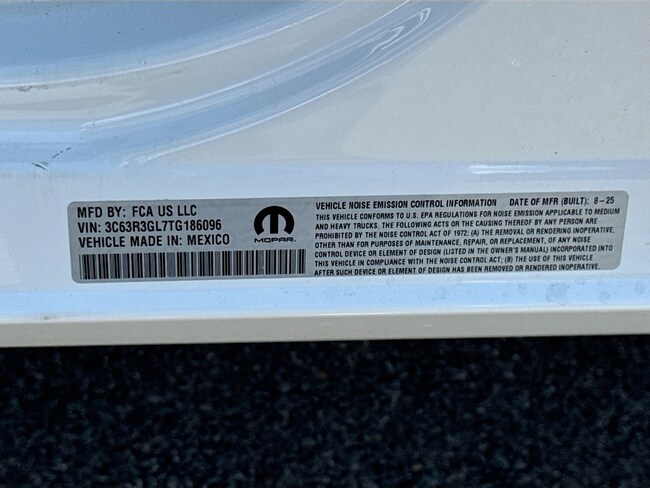 MFD BY: FCA US LLC
VIN: 3C63R3GL7TG186096
VEHICLE MADE IN: MEXICO
MOPAR
VEHICLE NOISE EMISSION CONTROL INFORMATION DATE OF MFR (BUILT): 8-25
THIS VEHICLE CONFORMS TO U.S. EPA REGULATIONS FOR NOISE EMISSION APPLICABLE TO MEDIUM
AND HEAVY TRUCKS. THE FOLLOWING ACTS OR THE CAUSING THEREOF BY ANY PERSON ARE
PROHIBITED BY THE NOISE CONTROL ACT OF 1972: (A) THE REMOVAL OR RENDERING INOPERATIVE,
OTHER THAN FOR PURPOSES OF MAINTENANCE, REPAIR, OR REPLACEMENT, OF ANY NOISE
CONTROL DEVICE OR ELEMENT OF DESIGN (LISTED IN THE OWNER'S MANUAL) INCORPORATED INTO
THIS VEHICLE IN COMPLIANCE WITH THE NOISE CONTROL ACT; (B) THE USE OF THIS VEHICLE
AFTER SUCH DEVICE OR ELEMENT OF DESIGN HAS BEEN REMOVED OR RENDERED INOPERATIVE.